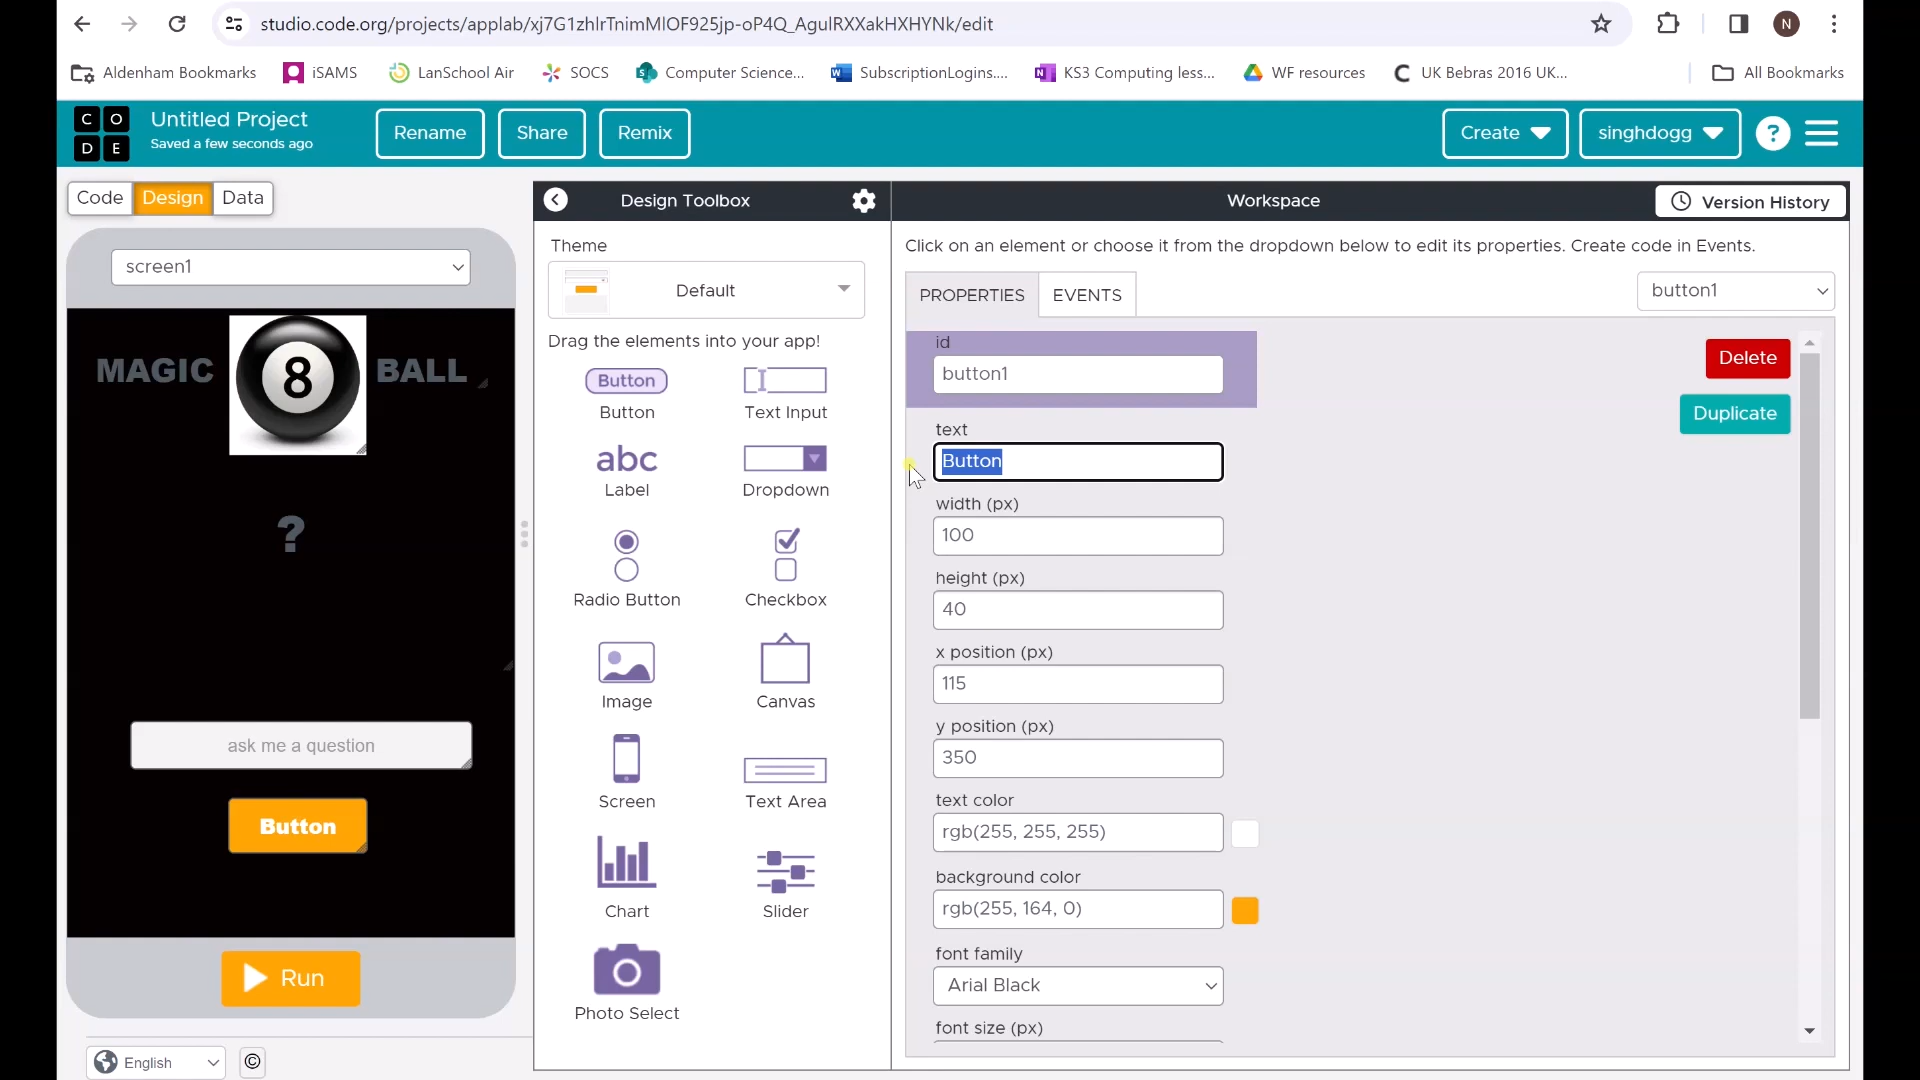 studio.code.org/projects/applab/xj7G1zhlrTnimMlOF925jp-oP4Q_AgulRXXakHXHYNk/edit
N
Aldenham Bookmarks
iSAMS
LanSchool Air
SOCS
Computer Science...
SubscriptionLogins....
KS3 Computing less...
WF resources
UK Bebras 2016 UK...
All Bookmarks
C O
D E
Untitled Project
Saved a few seconds ago
Rename
Share
Remix
Create
singhdogg
?
Code
Design
Data
Design Toolbox
Workspace
Version History
screen1
MAGIC
8
BALL
?
ask me a question
Button
Run
English
©
Theme
Default
Drag the elements into your app!
Button
Button
Text Input
abc
Label
Dropdown
Radio Button
Checkbox
Image
Canvas
Screen
Text Area
Chart
Slider
Photo Select
Click on an element or choose it from the dropdown below to edit its properties. Create code in Events.
PROPERTIES
EVENTS
button1
id
button1
Delete
Duplicate
text
Button
width (px)
100
height (px)
40
x position (px)
115
y position (px)
350
text color
rgb(255, 255, 255)
background color
rgb(255, 164, 0)
font family
Arial Black
font size (px)